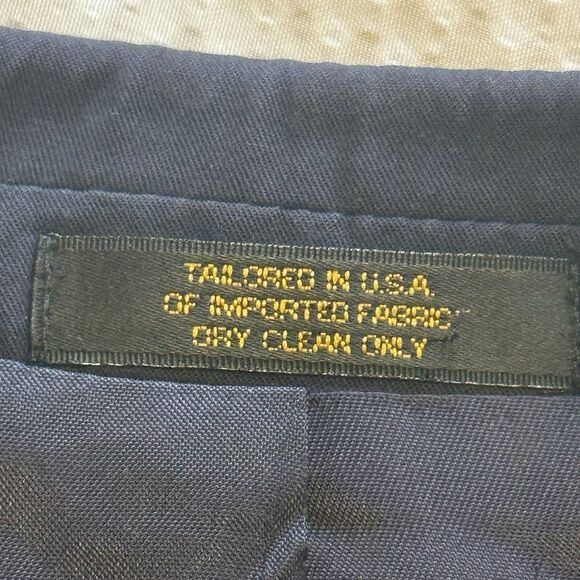 TAILORED IN U.S.A.
OF IMPORTED FABRIC
DRY CLEAN ONLY